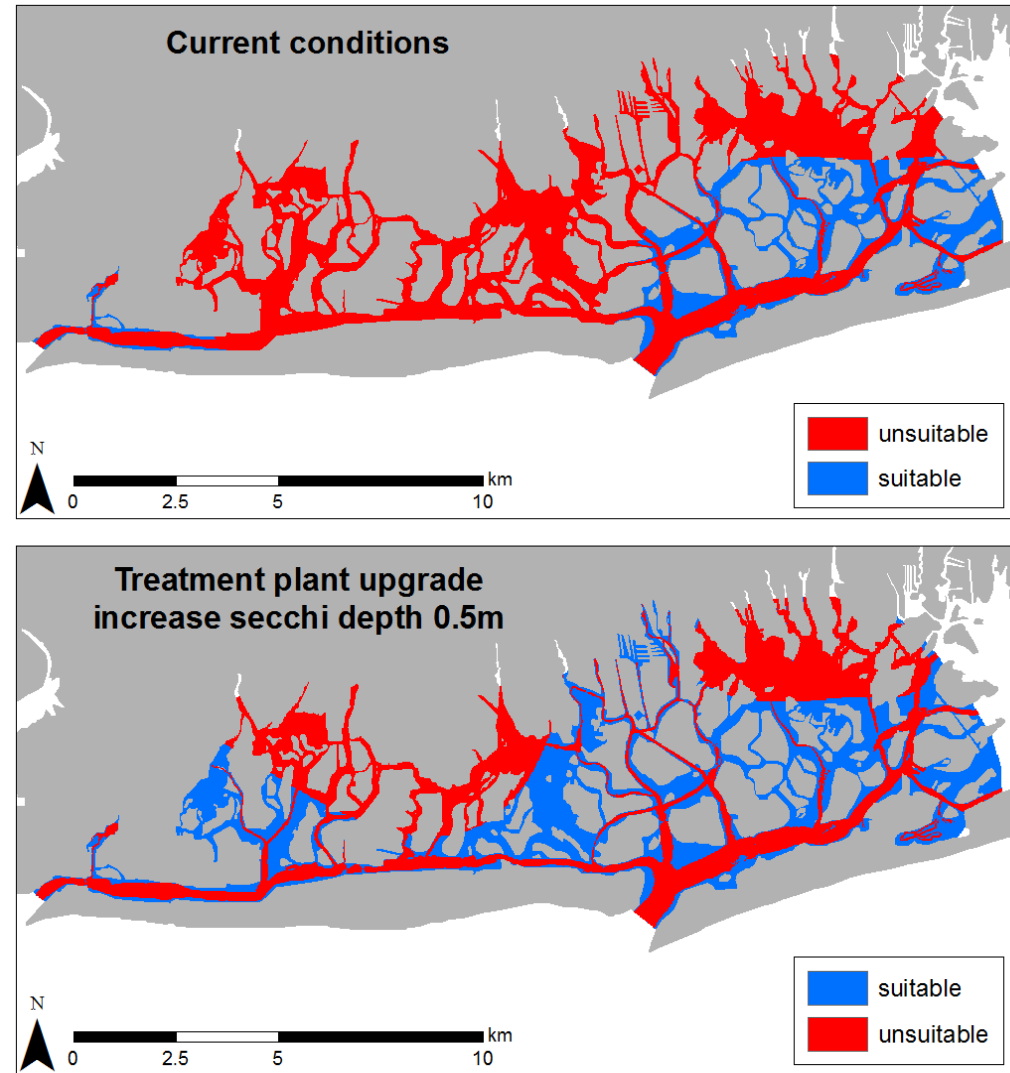 Current conditions
unsuitable
suitable
N
km
0 2.5 5 10
Treatment plant upgrade
increase secchi depth 0.5m
suitable
unsuitable
N
km
0 2.5 5 10